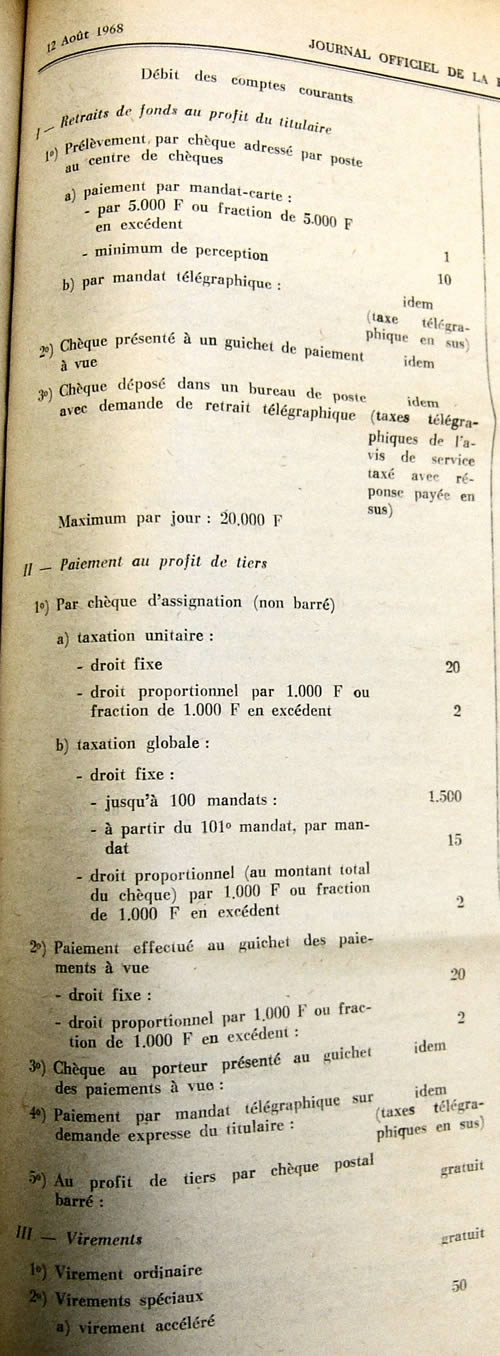 12 Août 1968
JOURNAL OFFICIEL DE LA
Débit des comptes courants
I — Retraits de fonds au profit du titulaire
1º) Prélèvement par chèque adressé par poste
au centre de chèques
a) paiement par mandat-carte :
- par 5.000 F ou fraction de 5.000 F
en excédent
- minimum de perception 1
b) par mandat télégraphique : 10
idem
(taxe télégra-
phique en sus)
2º) Chèque présenté à un guichet de paiement
à vue idem
3º) Chèque déposé dans un bureau de poste idem
avec demande de retrait télégraphique (taxes télégra-
phiques de l'a-
vis de service
taxé avec ré-
ponse payée en
sus)
Maximum par jour : 20.000 F
II — Paiement au profit de tiers
1º) Par chèque d'assignation (non barré)
a) taxation unitaire :
- droit fixe 20
- droit proportionnel par 1.000 F ou
fraction de 1.000 F en excédent 2
b) taxation globale :
- droit fixe :
- jusqu'à 100 mandats : 1.500
- à partir du 101º mandat, par man-
dat 15
- droit proportionnel (au montant total
du chèque) par 1.000 F ou fraction
de 1.000 F en excédent 2
2º) Paiement effectué au guichet des paie-
ments à vue
- droit fixe : 20
- droit proportionnel par 1.000 F ou frac-
tion de 1.000 F en excédent : 2
3º) Chèque au porteur présenté au guichet idem
des paiements à vue :
4º) Paiement par mandat télégraphique sur idem
demande expresse du titulaire : (taxes télégra-
phiques en sus)
5º) Au profit de tiers par chèque postal gratuit
barré :
III — Virements
1º) Virement ordinaire gratuit
2º) Virements spéciaux
a) virement accéléré 50